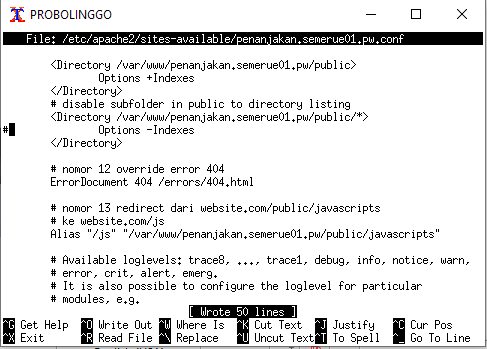 PROBOLINGGO
File: /etc/apache2/sites-available/penanjakan.semerue01.pw.conf
<Directory /var/www/penanjakan.semerue01.pw/public>
Options +Indexes
</Directory>
# disable subfolder in public to directory listing
<Directory /var/www/penanjakan.semerue01.pw/public/*>
# Options -Indexes
</Directory>
# nomor 12 override error 404
ErrorDocument 404 /errors/404.html
# nomor 13 redirect dari website.com/public/javascripts
# ke website.com/js
Alias "/js" "/var/www/penanjakan.semerue01.pw/public/javascripts"
# Available loglevels: trace8, ..., trace1, debug, info, notice, warn,
# error, crit, alert, emerg.
# It is also possible to configure the loglevel for particular
# modules, e.g.
[ Wrote 50 lines ]
^G Get Help ^O Write Out ^W Where Is ^K Cut Text ^J Justify ^C Cur Pos
^X Exit ^R Read File ^\ Replace ^U Uncut Text ^T To Spell ^_ Go To Line